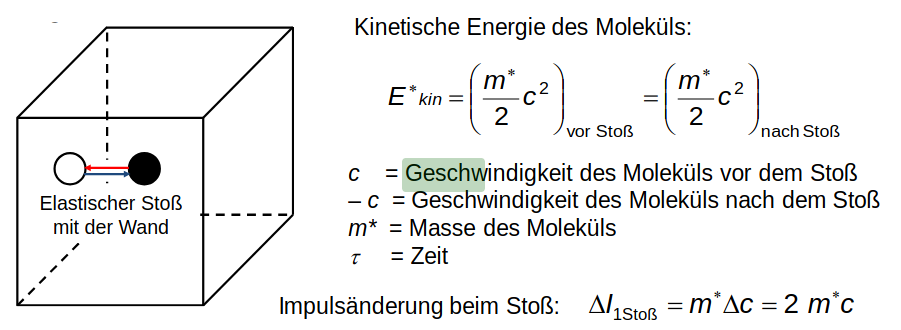 Kinetische Energie des Moleküls:
E*kin = (m*/2 c²)vor Stoß = (m*/2 c²)nach Stoß
Elastischer Stoß
mit der Wand
c = Geschwindigkeit des Moleküls vor dem Stoß
– c = Geschwindigkeit des Moleküls nach dem Stoß
m* = Masse des Moleküls
τ = Zeit
Impulsänderung beim Stoß: ΔI1Stoß = m*Δc = 2 m*c